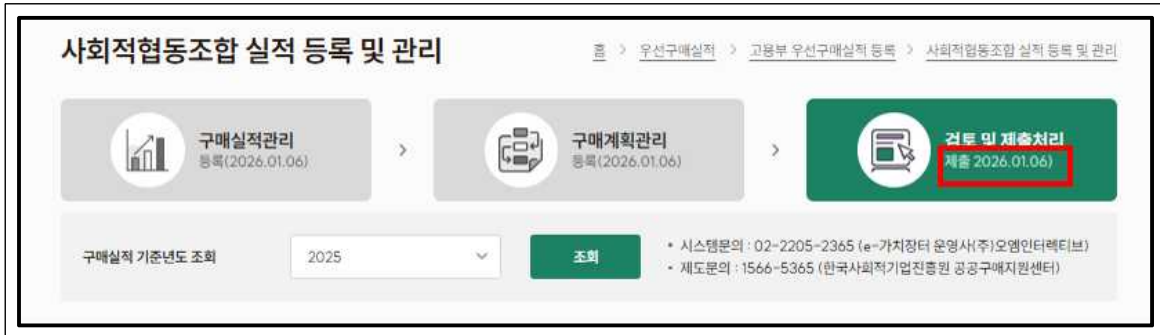 사회적협동조합 실적 등록 및 관리
홈 > 우선구매실적 > 고용부 우선구매실적 등록 > 사회적협동조합 실적 등록 및 관리
구매실적관리
등록(2026.01.06)
>
구매계획관리
등록(2026.01.06)
>
검토 및 제출처리
제출 2026.01.06)
구매실적 기준년도 조회
2025
조회
• 시스템문의 : 02-2205-2365 (e-가치장터 운영사(주)오엠인터렉티브)
• 제도문의 : 1566-5365 (한국사회적기업진흥원 공공구매지원센터)